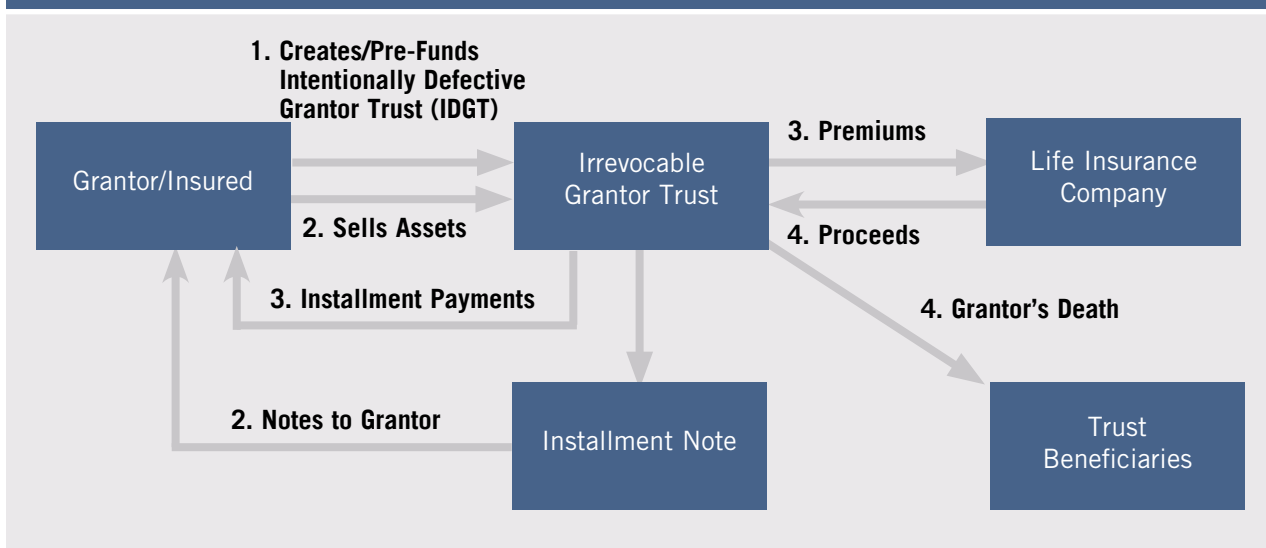 1. Creates/Pre-Funds
Intentionally Defective
Grantor Trust (IDGT)
Grantor/Insured
2. Sells Assets
Irrevocable
Grantor Trust
3. Premiums
4. Proceeds
Life Insurance
Company
3. Installment Payments
4. Grantor’s Death
2. Notes to Grantor
Installment Note
Trust
Beneficiaries